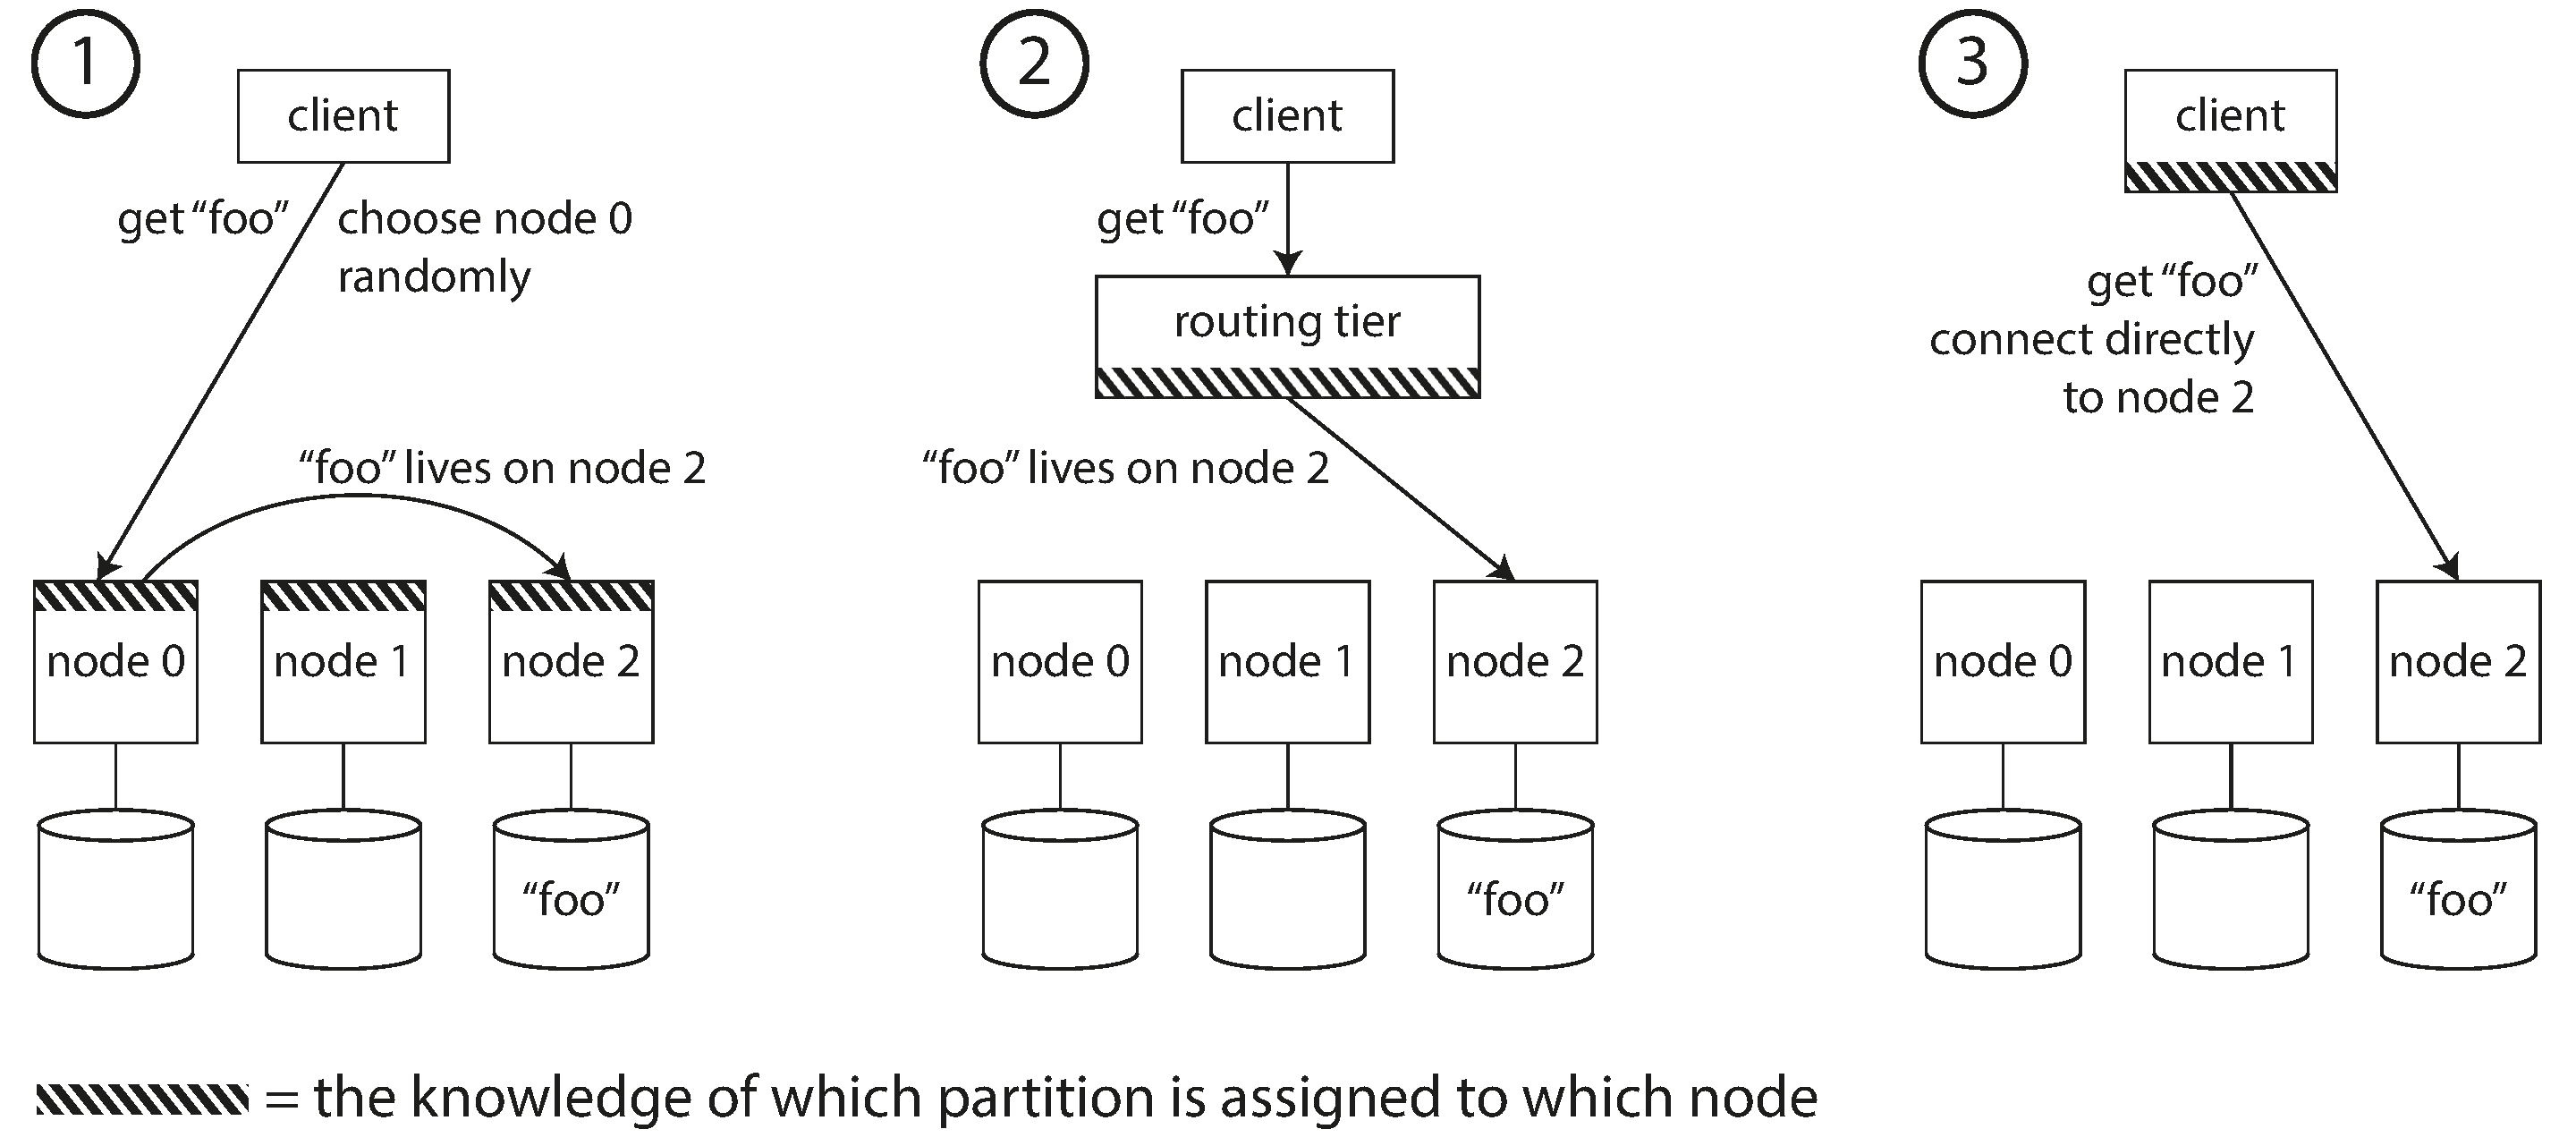 1
client
get “foo”
choose node 0
randomly
“foo” lives on node 2
node 0
node 1
node 2
“foo”
2
client
get “foo”
routing tier
“foo” lives on node 2
node 0
node 1
node 2
“foo”
3
client
get “foo”
connect directly
to node 2
node 0
node 1
node 2
“foo”
= the knowledge of which partition is assigned to which node